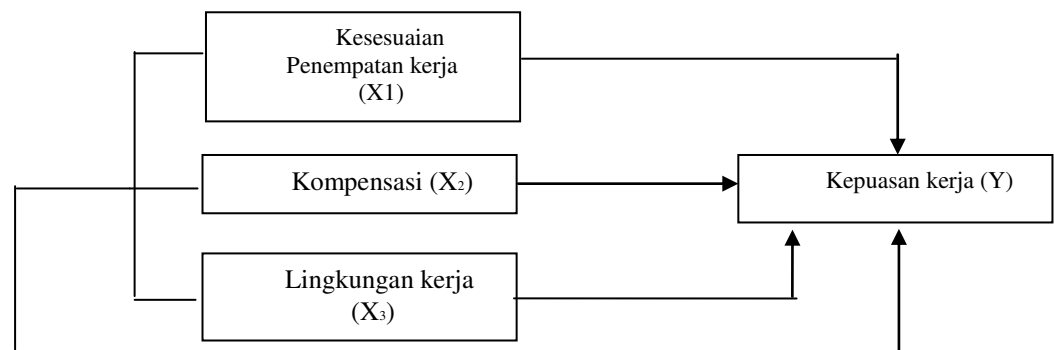 Kesesuaian
Penempatan kerja
(X1)
Kompensasi (X₂)
Kepuasan kerja (Y)
Lingkungan kerja
(X₃)